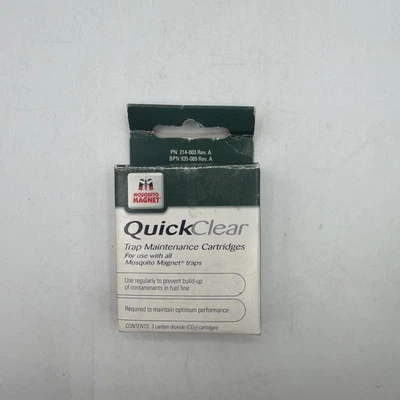 PN 214-003 Rev. A
BPN 935-089 Rev. A
MOSQUITO
MAGNET
QuickClear
Trap Maintenance Cartridges
For use with all
Mosquito Magnet® traps
Use regularly to prevent build-up
of contaminants in fuel line
Required to maintain optimum performance
CONTENTS: 3 carbon dioxide (CO₂) cartridges